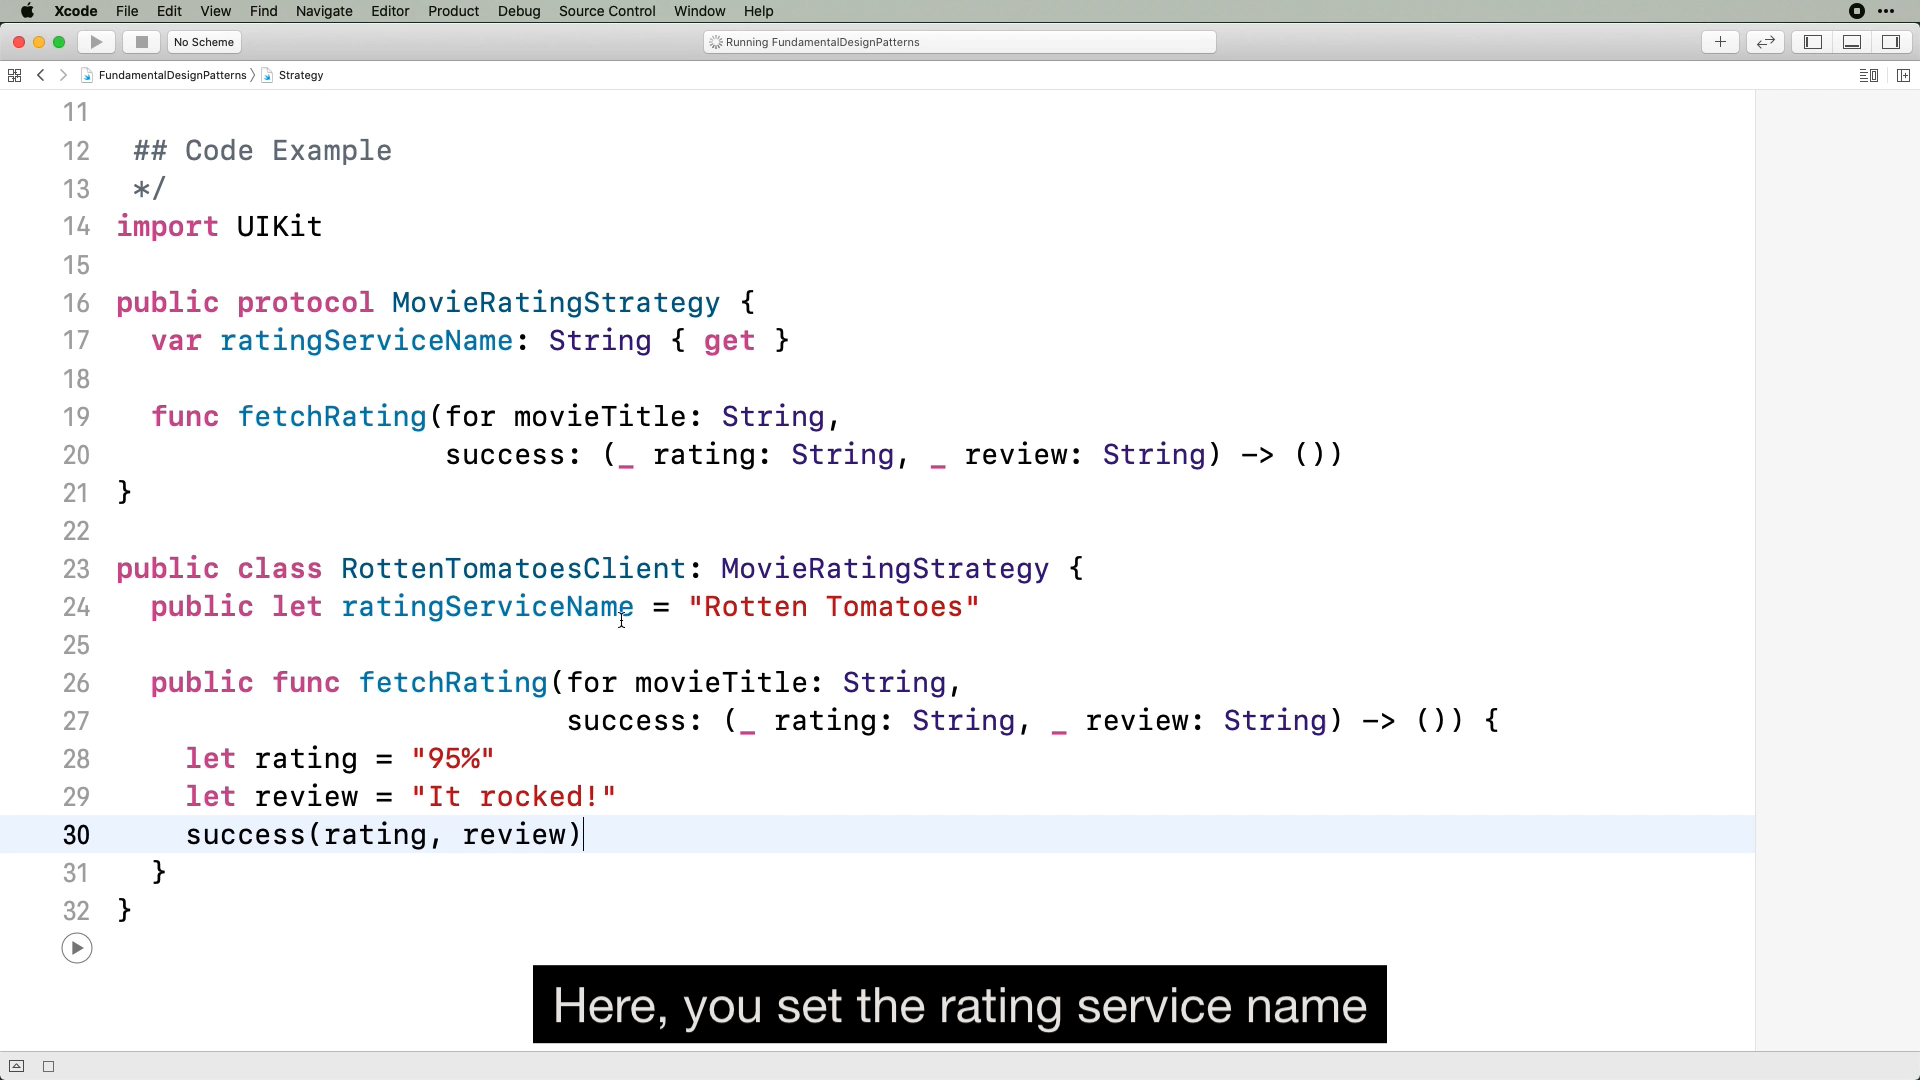 Xcode File Edit View Find Navigate Editor Product Debug Source Control Window Help
No Scheme
Running FundamentalDesignPatterns
FundamentalDesignPatterns Strategy
11
12 ## Code Example
13 */
14 import UIKit
15
16 public protocol MovieRatingStrategy {
17 var ratingServiceName: String { get }
18
19 func fetchRating(for movieTitle: String,
20 success: (_ rating: String, _ review: String) -> ())
21 }
22
23 public class RottenTomatoesClient: MovieRatingStrategy {
24 public let ratingServiceName = "Rotten Tomatoes"
25
26 public func fetchRating(for movieTitle: String,
27 success: (_ rating: String, _ review: String) -> ()) {
28 let rating = "95%"
29 let review = "It rocked!"
30 success(rating, review)
31 }
32 }
Here, you set the rating service name